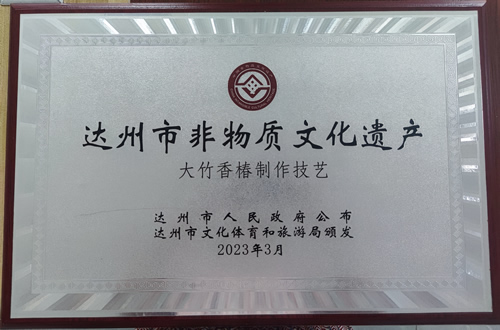 达州市非物质文化遗产
大竹香椿制作技艺
达州市人民政府公布
达州市文化体育和旅游局颁发
2023年3月